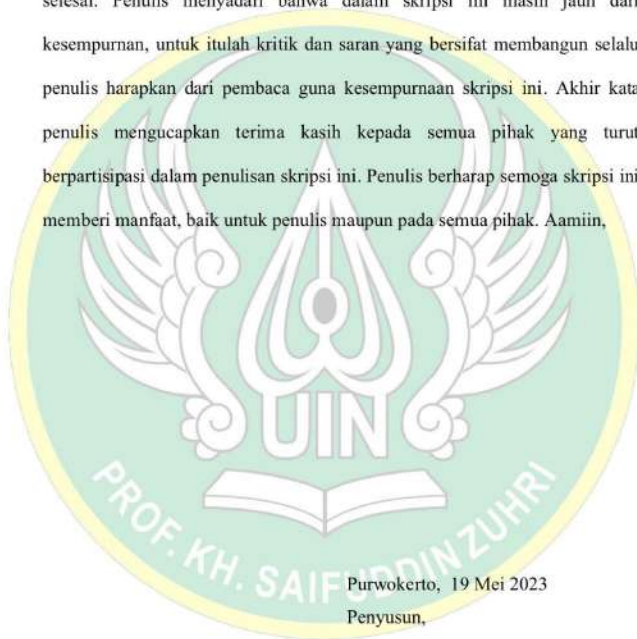 selesai. Penulis menyadari bahwa dalam skripsi ini masih jauh dari
kesempurnan, untuk itulah kritik dan saran yang bersifat membangun selalu
penulis harapkan dari pembaca guna kesempurnaan skripsi ini. Akhir kata
penulis mengucapkan terima kasih kepada semua pihak yang turut
berpartisipasi dalam penulisan skripsi ini. Penulis berharap semoga skripsi ini
memberi manfaat, baik untuk penulis maupun pada semua pihak. Aamiin,
UIN
PROF. KH. SAIFUDDIN ZUHRI
Purwokerto, 19 Mei 2023
Penyusun,